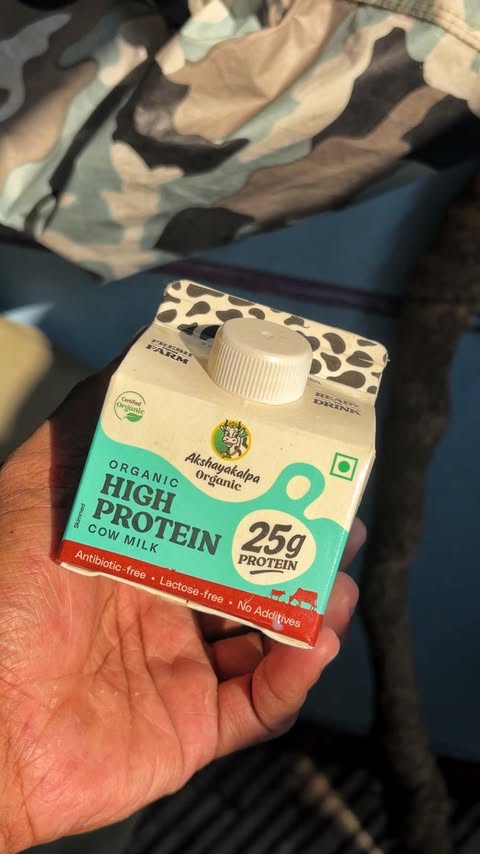 FRESH
FARM
READY
DRINK
Certified
Organic
Akshayakalpa
Organic
ORGANIC
HIGH
PROTEIN
COW MILK
Skimmed
25g
PROTEIN
Antibiotic-free • Lactose-free • No Additives